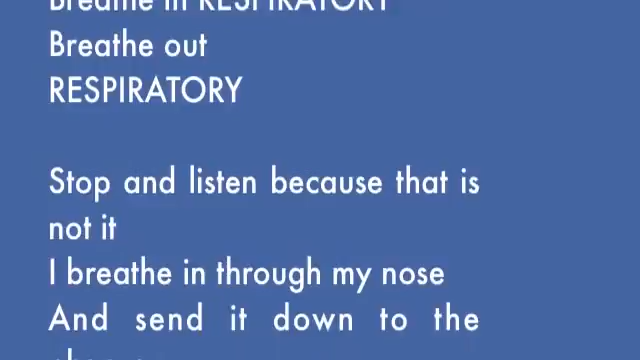 Breathe in RESPIRATORY
Breathe out
RESPIRATORY
Stop and listen because that is
not it
I breathe in through my nose
And send it down to the